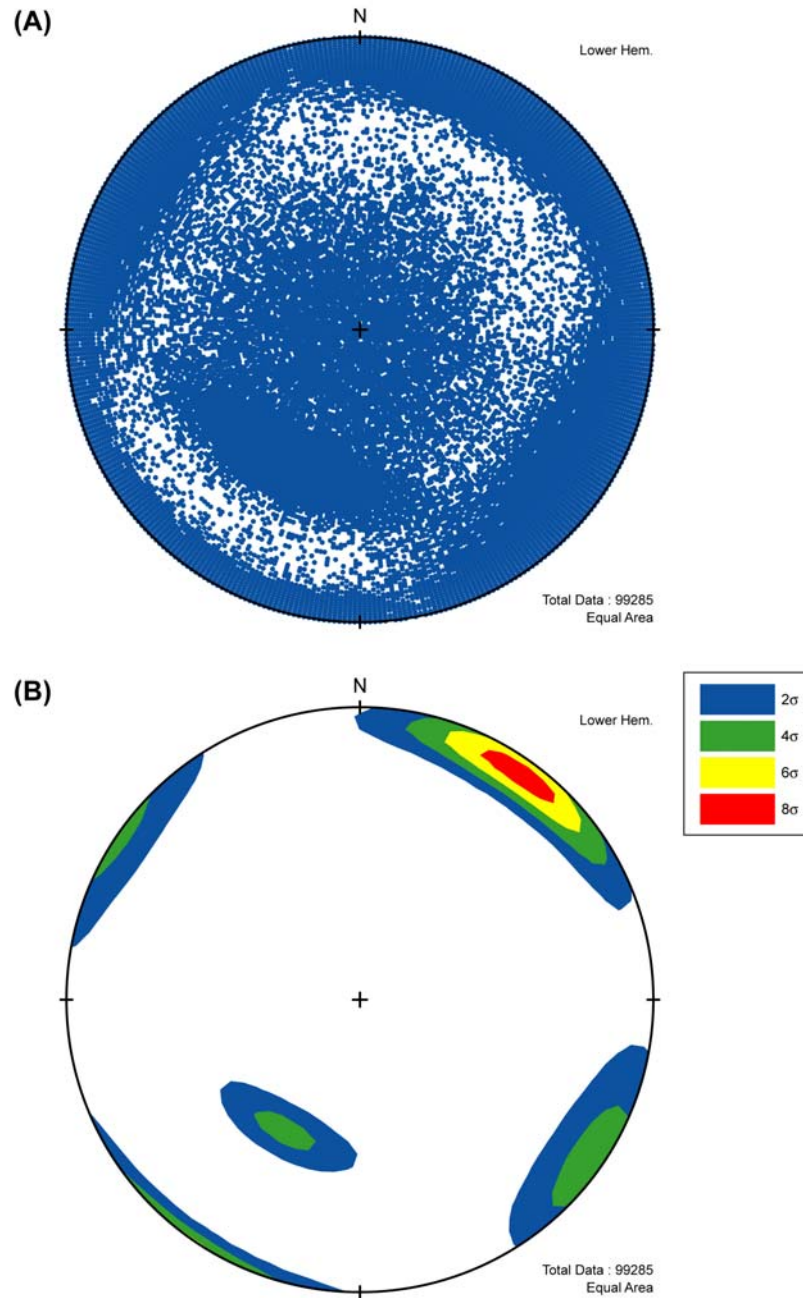 (A)
N
Lower Hem.
Total Data : 99285
Equal Area
(B)
N
Lower Hem.
2σ
4σ
6σ
8σ
Total Data : 99285
Equal Area